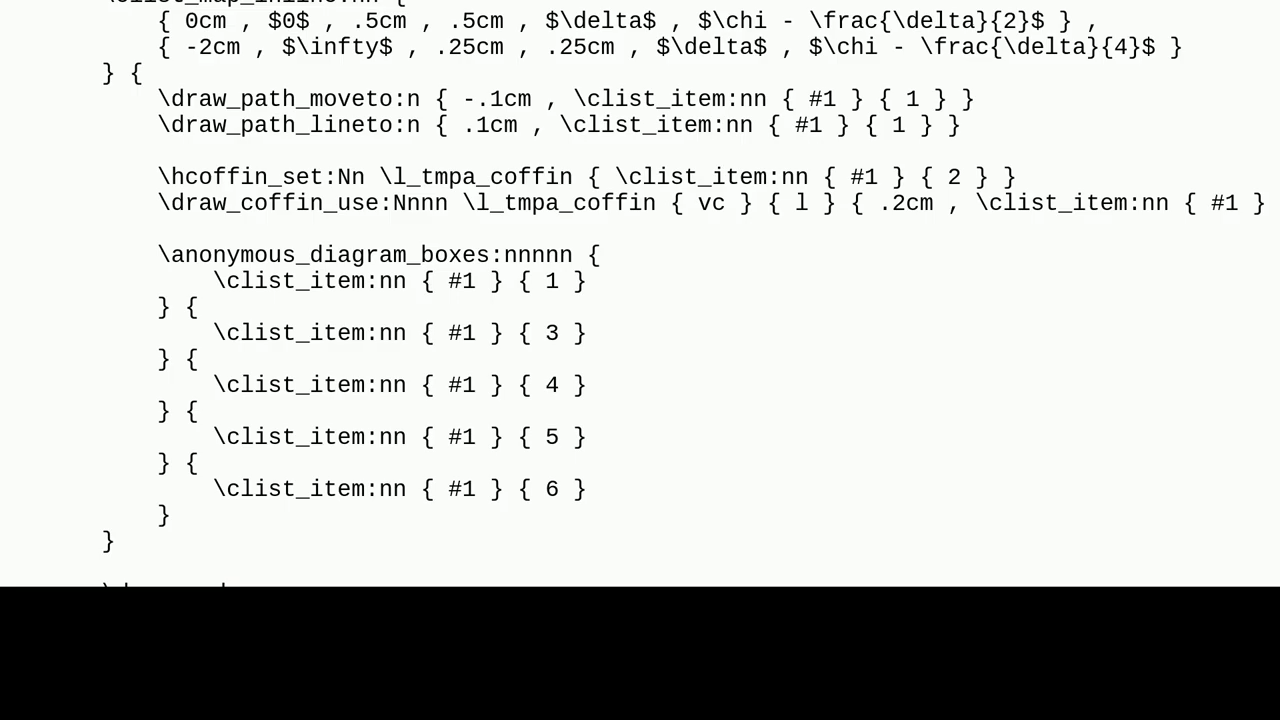 { 0cm , $0$ , .5cm , .5cm , $\delta$ , $\chi - \frac{\delta}{2}$ } ,
{ -2cm , $\infty$ , .25cm , .25cm , $\delta$ , $\chi - \frac{\delta}{4}$ }
} {
\draw_path_moveto:n { -.1cm , \clist_item:nn { #1 } { 1 } }
\draw_path_lineto:n { .1cm , \clist_item:nn { #1 } { 1 } }
\hcoffin_set:Nn \l_tmpa_coffin { \clist_item:nn { #1 } { 2 } }
\draw_coffin_use:Nnnn \l_tmpa_coffin { vc } { l } { .2cm , \clist_item:nn { #1 }
\anonymous_diagram_boxes:nnnnn {
\clist_item:nn { #1 } { 1 }
} {
\clist_item:nn { #1 } { 3 }
} {
\clist_item:nn { #1 } { 4 }
} {
\clist_item:nn { #1 } { 5 }
} {
\clist_item:nn { #1 } { 6 }
}
}